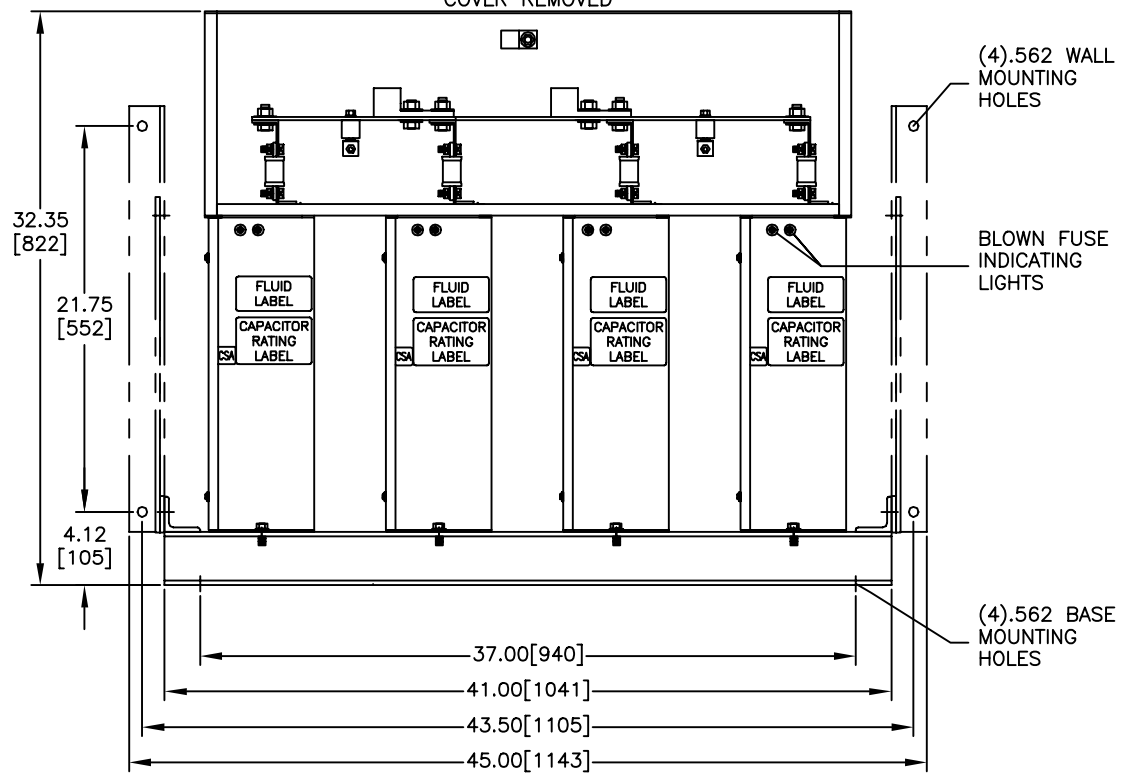 COVER REMOVED
(4).562 WALL
MOUNTING
HOLES
32.35
[822]
21.75
[552]
BLOWN FUSE
INDICATING
LIGHTS
FLUID
LABEL
FLUID
LABEL
FLUID
LABEL
FLUID
LABEL
CAPACITOR
RATING
LABEL
CSA
CAPACITOR
RATING
LABEL
CSA
CAPACITOR
RATING
LABEL
CSA
CAPACITOR
RATING
LABEL
CSA
4.12
[105]
(4).562 BASE
MOUNTING
HOLES
37.00[940]
41.00[1041]
43.50[1105]
45.00[1143]